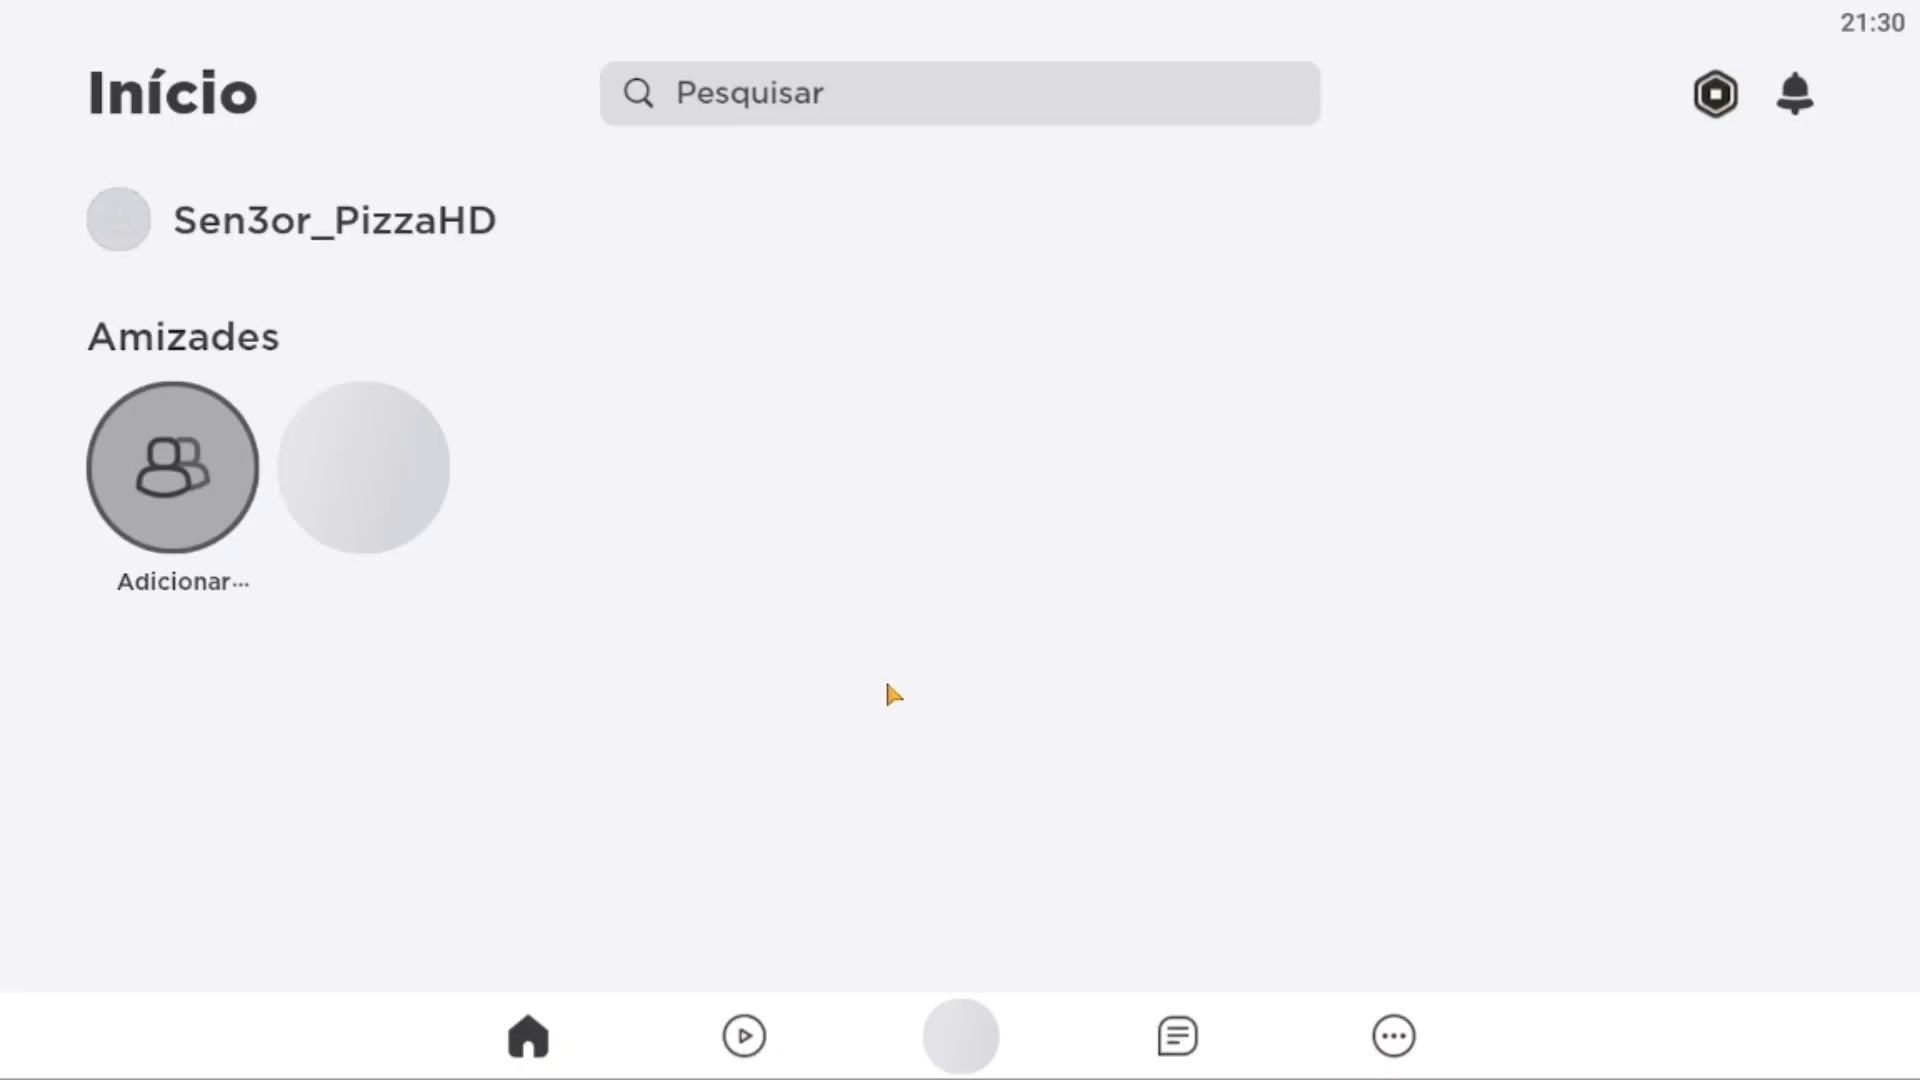 21:30
Início
Pesquisar
Sen3or_PizzaHD
Amizades
Adicionar...